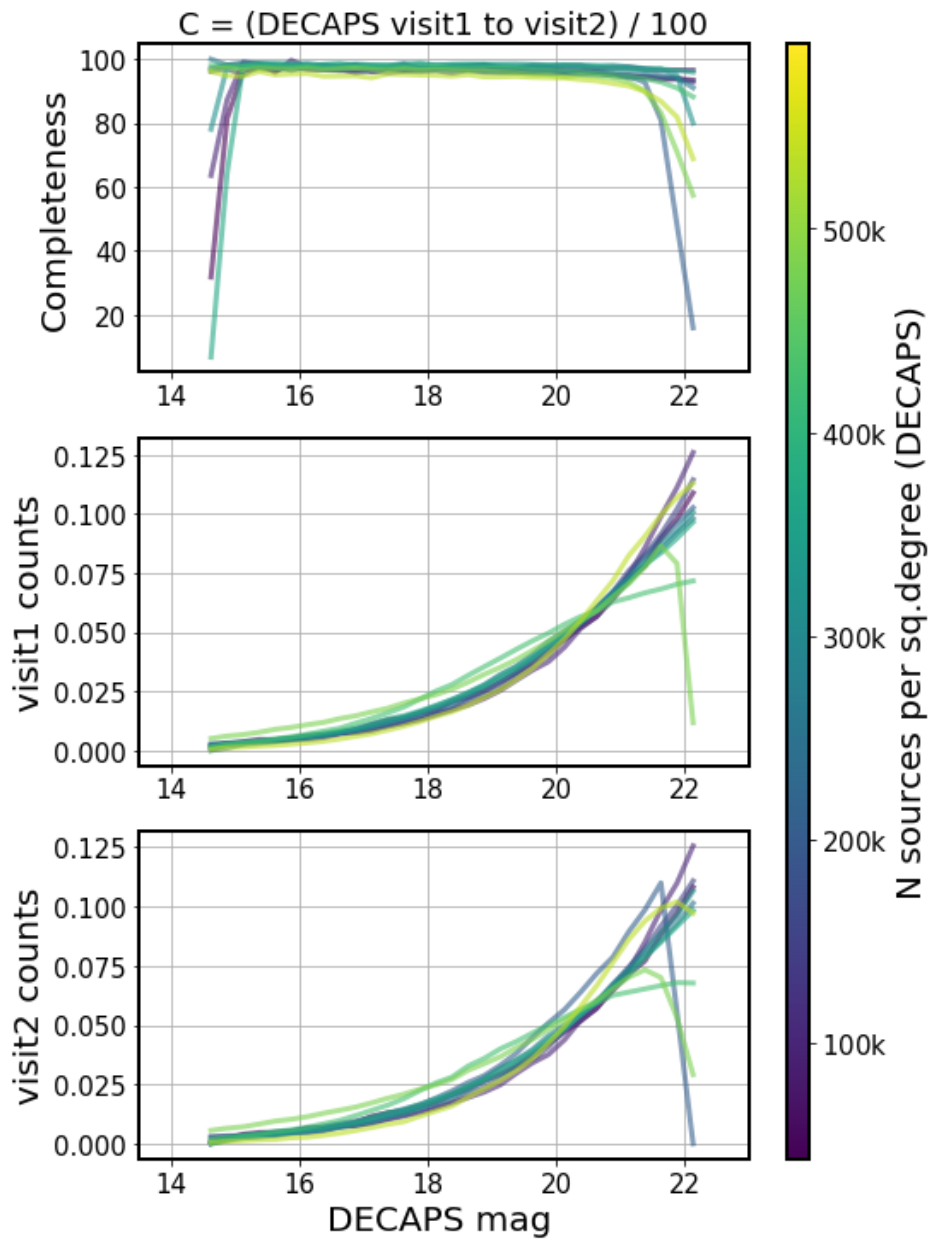 C = (DECAPS visit1 to visit2) / 100
100
80
60
40
20
Completeness
14 16 18 20 22
0.125
0.100
0.075
0.050
0.025
0.000
visit1 counts
14 16 18 20 22
0.125
0.100
0.075
0.050
0.025
0.000
visit2 counts
14 16 18 20 22
DECAPS mag
500k
400k
300k
200k
100k
N sources per sq.degree (DECAPS)